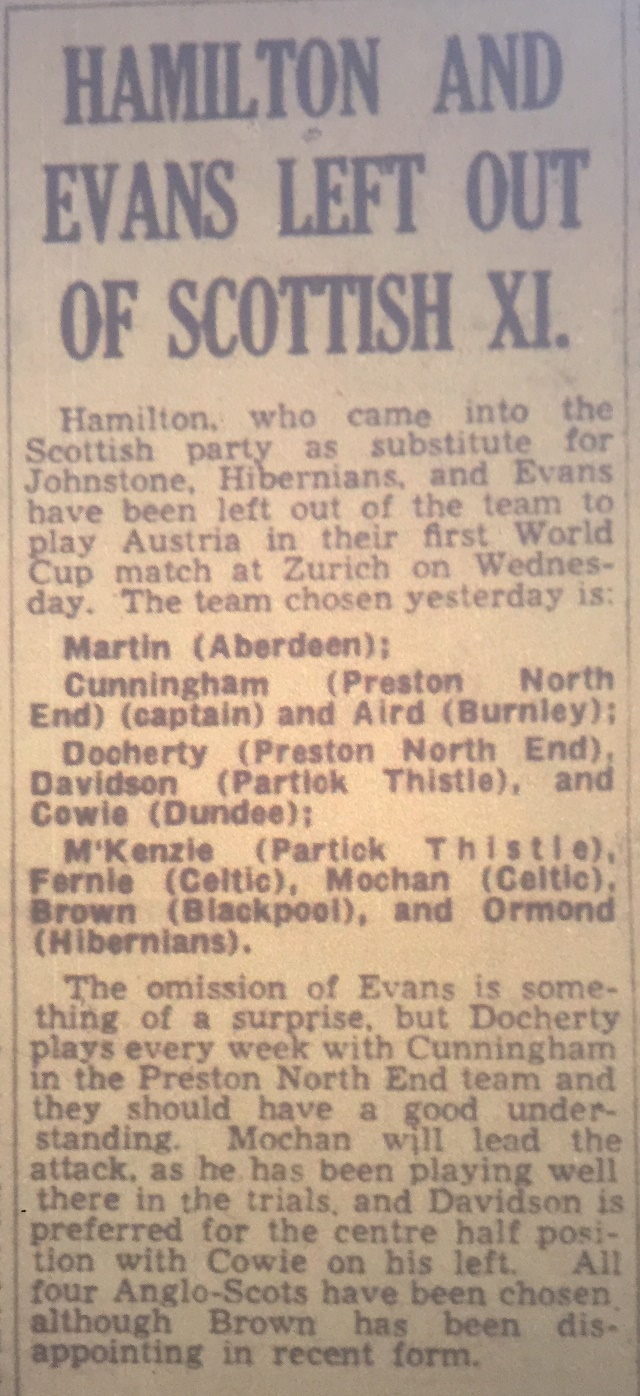 HAMILTON AND
EVANS LEFT OUT
OF SCOTTISH XI.
Hamilton, who came into the
Scottish party as substitute for
Johnstone, Hibernians, and Evans
have been left out of the team to
play Austria in their first World
Cup match at Zurich on Wednes-
day. The team chosen yesterday is:
Martin (Aberdeen);
Cunningham (Preston North
End) (captain) and Aird (Burnley);
Docherty (Preston North End),
Davidson (Partick Thistle), and
Cowie (Dundee);
M'Kenzie (Partick Thistle),
Fernie (Celtic), Mochan (Celtic),
Brown (Blackpool), and Ormond
(Hibernians).
The omission of Evans is some-
thing of a surprise, but Docherty
plays every week with Cunningham
in the Preston North End team and
they should have a good under-
standing. Mochan will lead the
attack, as he has been playing well
there in the trials, and Davidson is
preferred for the centre half posi-
tion with Cowie on his left. All
four Anglo-Scots have been chosen,
although Brown has been dis-
appointing in recent form.